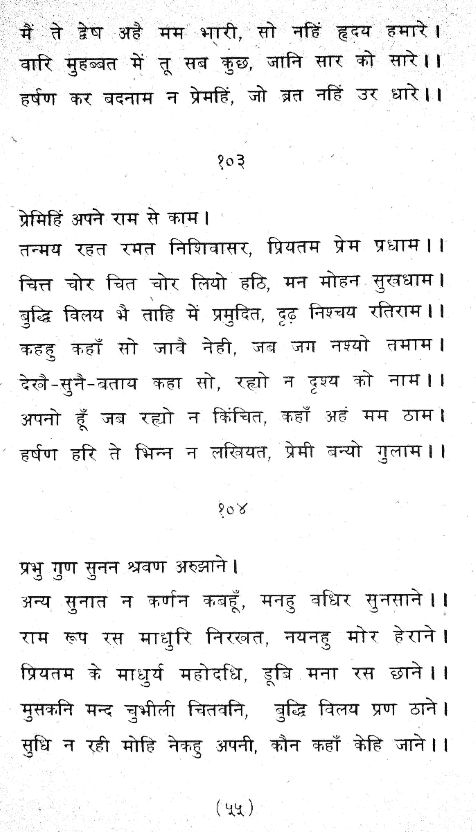 मैं ते द्वेष अहै मम भारी, सो नहिं हृदय हमारे।
वारि मुहब्बत में तू सब कुछ, जानि सार को सारे।।
हर्षण कर बदनाम न प्रेमहिं, जो ब्रत नहिं उर धारे।।
१०३
प्रेमिहिं अपने राम से काम।
तन्मय रहत रमत निशिवासर, प्रियतम प्रेम प्रधाम।।
चित्त चोर चित चोर लियो हठि, मन मोहन सुखधाम।
बुद्धि विलय भै ताहि में प्रमुदित, दृढ़ निश्चय रतिराम।।
कहहु कहाँ सो जावै नेही, जब जग नश्यो तमाम।
देखै-सुनै-बताय कहा सो, रह्यो न दृश्य को नाम।।
अपनो हूँ जब रह्यो न किंचित, कहाँ अहं मम ठाम।
हर्षण हरि ते भिन्न न लखियत, प्रेमी बन्यो गुलाम।।
१०४
प्रभु गुण सुनन श्रवण अरुझाने।
अन्य सुनात न कर्णन कबहूँ, मनहु वधिर सुनसाने।।
राम रूप रस माधुरि निरखत, नयनहु मोर हेराने।
प्रियतम के माधुर्य महोदधि, डूबि मना रस छाने।।
मुसकनि मन्द चुभीली चितवनि, बुद्धि विलय प्रण ठाने।
सुधि न रही मोहि नेकहु अपनी, कौन कहाँ केहि जाने।।
(५५)